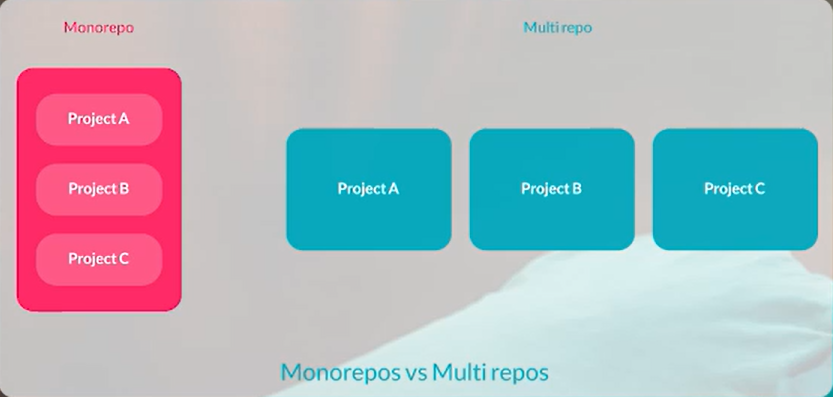 Monorepo
Multi repo
Project A
Project B
Project C
Project A
Project B
Project C
Monorepos vs Multi repos